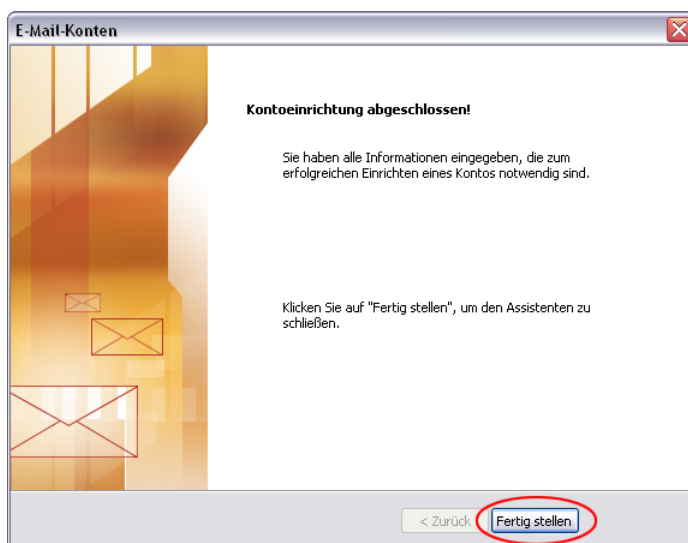 E-Mail-Konten
Kontoeinrichtung abgeschlossen!
Sie haben alle Informationen eingegeben, die zum
erfolgreichen Einrichten eines Kontos notwendig sind.
Klicken Sie auf "Fertig stellen", um den Assistenten zu
schließen.
< Zurück
Fertig stellen